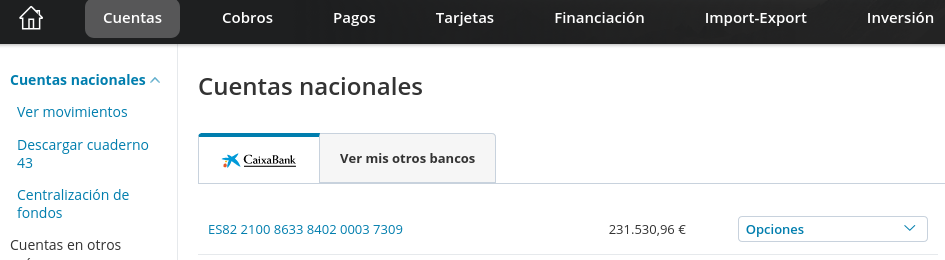 Cuentas
Cobros
Pagos
Tarjetas
Financiación
Import-Export
Inversión
Cuentas nacionales
Ver movimientos
Descargar cuaderno
43
Centralización de
fondos
Cuentas en otros
Cuentas nacionales
CaixaBank
Ver mis otros bancos
ES82 2100 8633 8402 0003 7309
231.530,96 €
Opciones